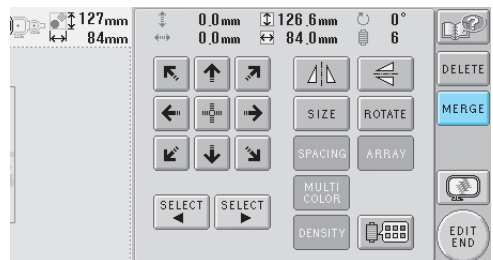 127mm 0.0mm 126.6mm 0°
84mm 0.0mm 84.0mm 6
DELETE
MERGE
SIZE ROTATE
SPACING ARRAY
MULTI
COLOR
SELECT SELECT
DENSITY
EDIT
END